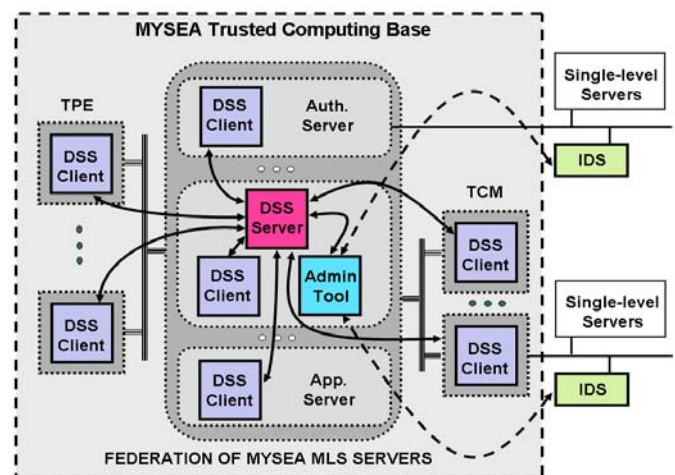 MYSEA Trusted Computing Base
TPE
DSS
Client
DSS
Client
DSS
Client
Auth.
Server
DSS
Server
DSS
Client
Admin
Tool
DSS
Client
App.
Server
TCM
DSS
Client
DSS
Client
Single-level
Servers
IDS
Single-level
Servers
IDS
FEDERATION OF MYSEA MLS SERVERS